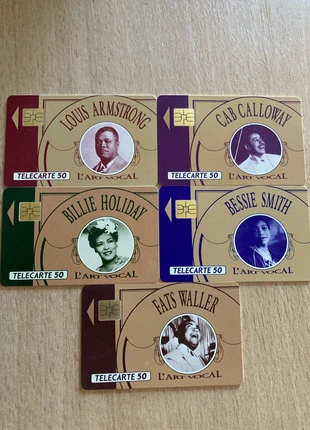 LOUIS ARMSTRONG
TELECARTE 50
L'ART VOCAL
CAB CALLOWAY
TELECARTE 50
L'ART VOCAL
BILLIE HOLIDAY
TELECARTE 50
L'ART VOCAL
BESSIE SMITH
TELECARTE 50
L'ART VOCAL
FATS WALLER
TELECARTE 50
L'ART VOCAL